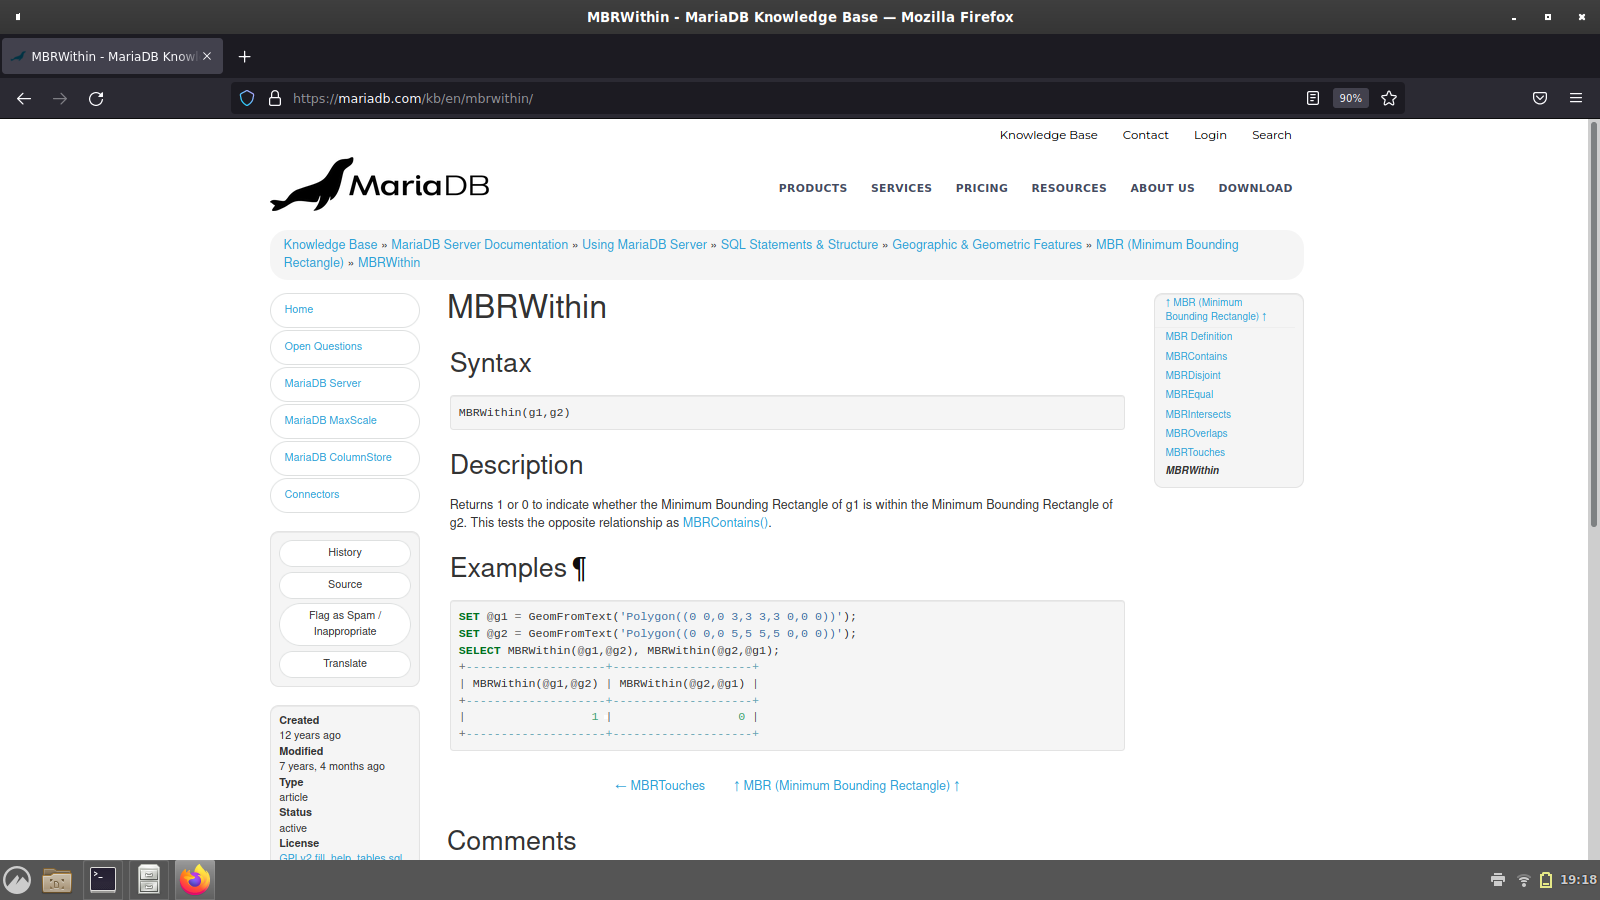 MBRWithin - MariaDB Knowledge Base — Mozilla Firefox
MBRWithin - MariaDB Knowl
https://mariadb.com/kb/en/mbrwithin/
90%
Knowledge Base Contact Login Search
MariaDB
PRODUCTS SERVICES PRICING RESOURCES ABOUT US DOWNLOAD
Knowledge Base » MariaDB Server Documentation » Using MariaDB Server » SQL Statements & Structure » Geographic & Geometric Features » MBR (Minimum Bounding
Rectangle) » MBRWithin
Home
Open Questions
MariaDB Server
MariaDB MaxScale
MariaDB ColumnStore
Connectors
History
Source
Flag as Spam /
Inappropriate
Translate
Created
12 years ago
Modified
7 years, 4 months ago
Type
article
Status
active
License
GPLv2 fill_help_tables.sql
MBRWithin
Syntax
MBRWithin(g1,g2)
Description
Returns 1 or 0 to indicate whether the Minimum Bounding Rectangle of g1 is within the Minimum Bounding Rectangle of
g2. This tests the opposite relationship as MBRContains().
Examples ¶
SET @g1 = GeomFromText('Polygon((0 0,0 3,3 3,3 0,0 0))');
SET @g2 = GeomFromText('Polygon((0 0,0 5,5 5,5 0,0 0))');
SELECT MBRWithin(@g1,@g2), MBRWithin(@g2,@g1);
+--------------------+--------------------+
| MBRWithin(@g1,@g2) | MBRWithin(@g2,@g1) |
+--------------------+--------------------+
|                  1 |                  0 |
+--------------------+--------------------+
← MBRTouches ↑ MBR (Minimum Bounding Rectangle) ↑
Comments
↑ MBR (Minimum
Bounding Rectangle) ↑
MBR Definition
MBRContains
MBRDisjoint
MBREqual
MBRIntersects
MBROverlaps
MBRTouches
MBRWithin
19:18